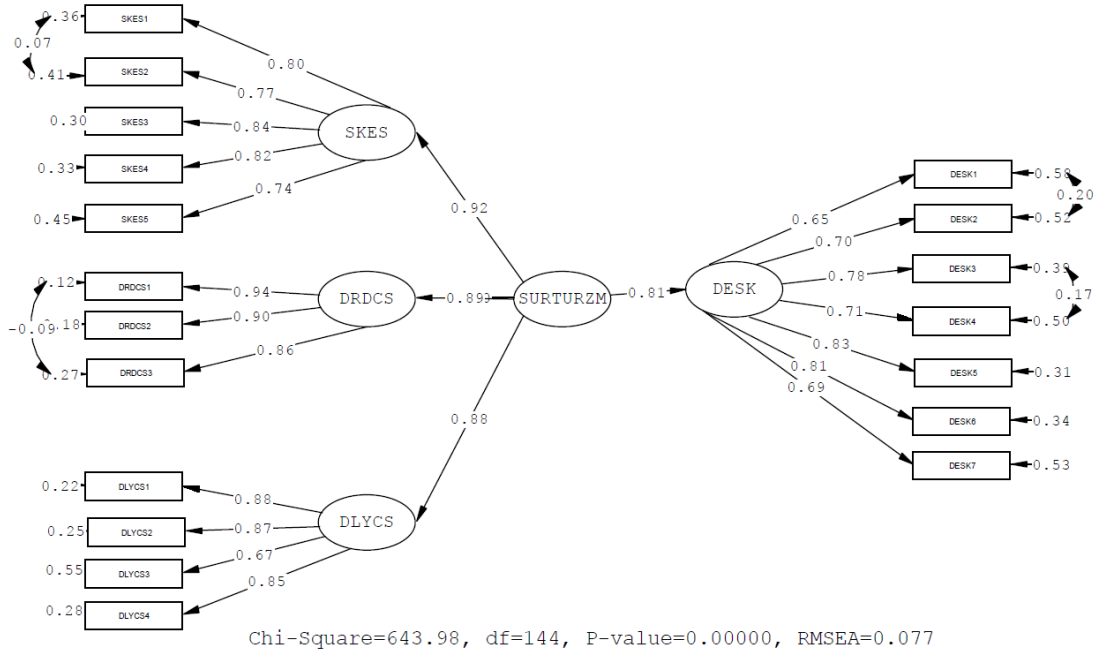 0.36 SKES1
0.07
0.41 SKES2
0.30 SKES3
0.33 SKES4
0.45 SKES5
0.80
0.77
0.84
0.82
0.74
SKES
0.92
0.12 DRDCS1
-0.09
0.18 DRDCS2
0.27 DRDCS3
0.94
0.90
0.86
DRDCS
0.89
SURTURZM
0.81
DESK
0.88
0.22 DLYCS1
0.25 DLYCS2
0.55 DLYCS3
0.28 DLYCS4
0.88
0.87
0.67
0.85
DLYCS
0.65
0.70
0.78
0.71
0.83
0.81
0.69
DESK1 0.58
0.20
DESK2 0.52
DESK3 0.39
0.17
DESK4 0.50
DESK5 0.31
DESK6 0.34
DESK7 0.53
Chi-Square=643.98, df=144, P-value=0.00000, RMSEA=0.077